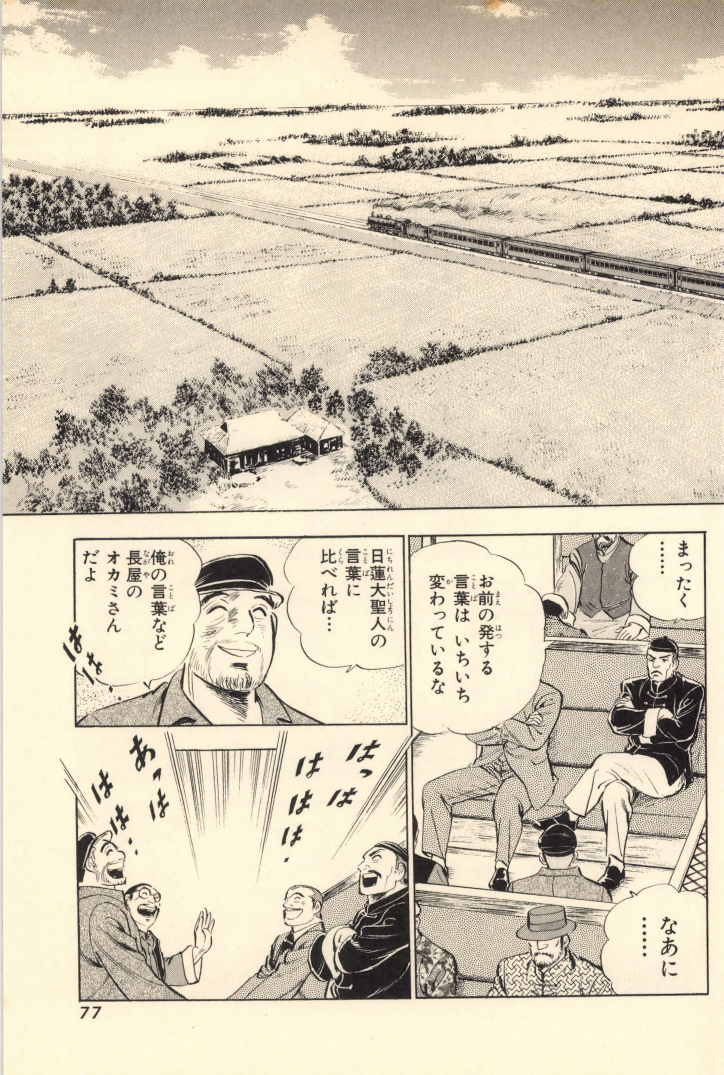 まったく
……
お前の発する
言葉は いちいち
変わっているな
なあに
……
日蓮大聖人の
言葉に
比べれば…
俺の言葉など
長屋の
オカミさん
だよ
はは…
はっは
ははは…
あっは
はは…
77